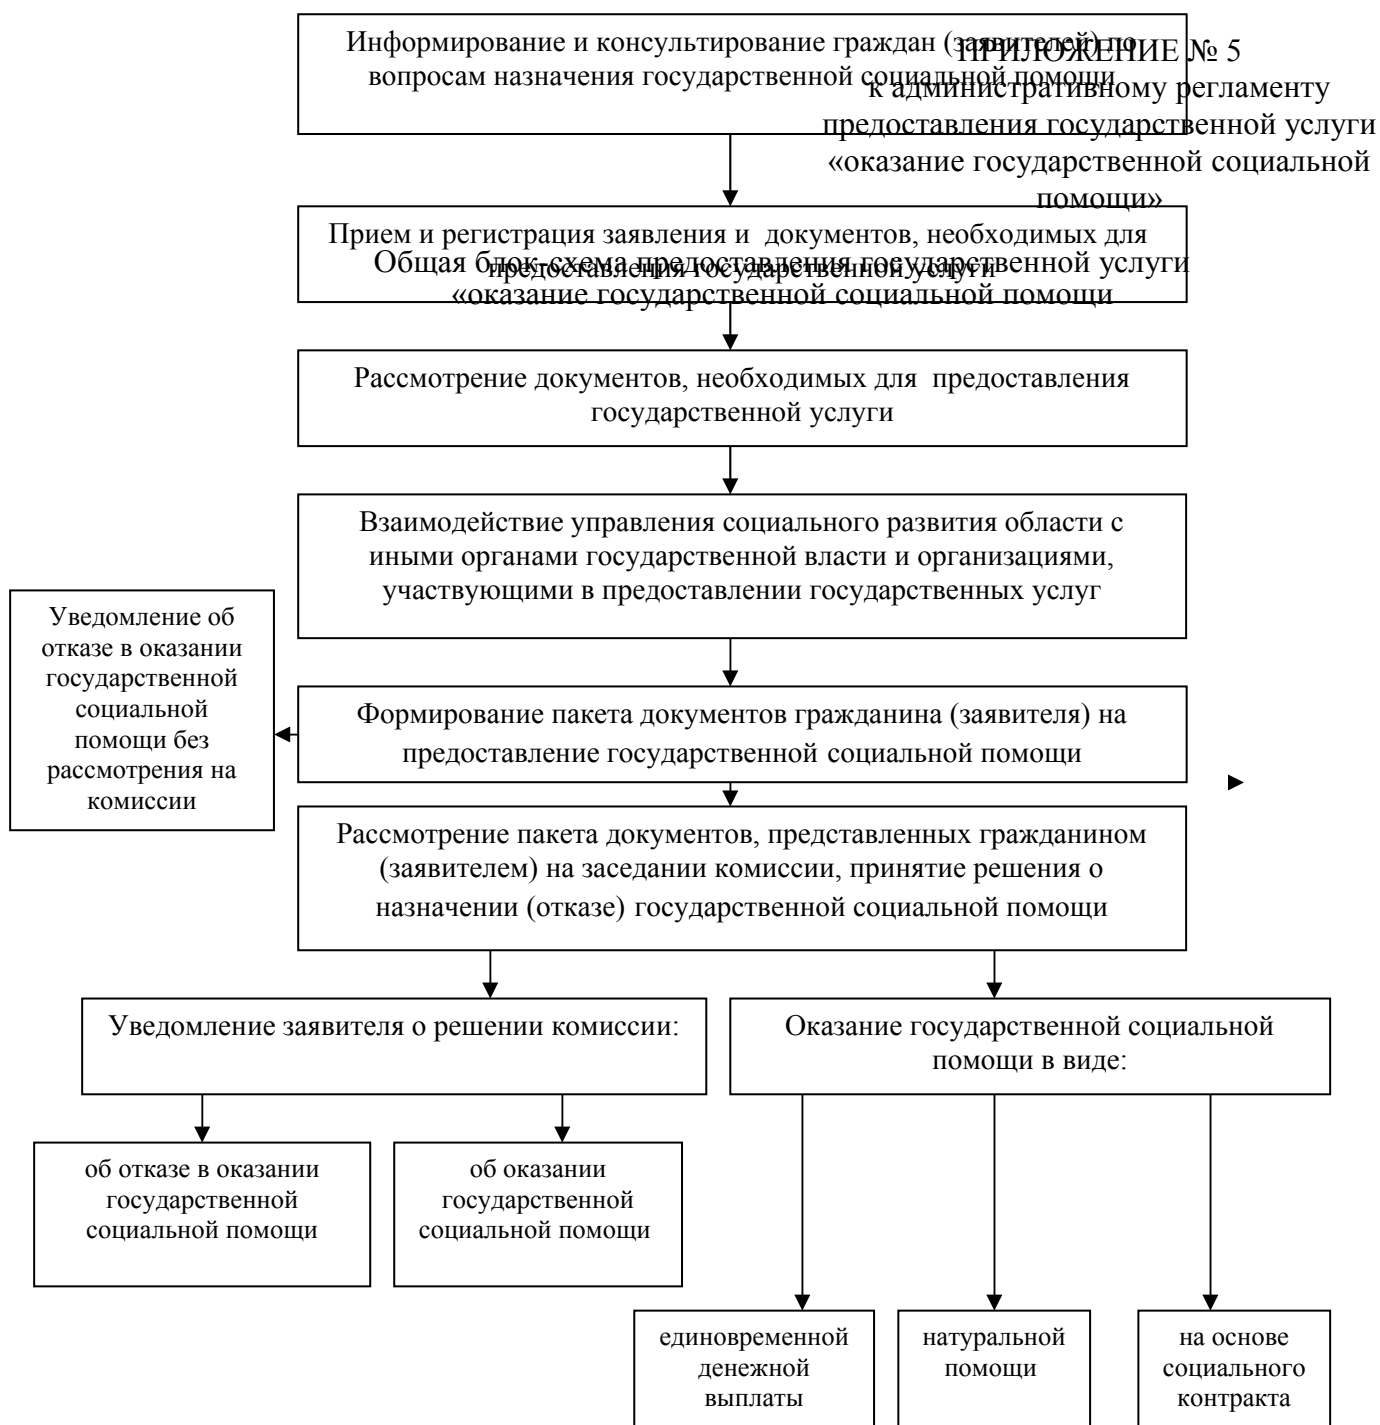 Информирование и консультирование граждан (заявителей) по
вопросам назначения государственной социальной помощи
ПРИЛОЖЕНИЕ № 5
к административному регламенту
предоставления государственной услуги
«оказание государственной социальной
помощи»
Прием и регистрация заявления и документов, необходимых для
предоставления государственной услуги
Общая блок-схема предоставления государственной услуги
«оказание государственной социальной помощи
Рассмотрение документов, необходимых для предоставления
государственной услуги
Взаимодействие управления социального развития области с
иными органами государственной власти и организациями,
участвующими в предоставлении государственных услуг
Уведомление об
отказе в оказании
государственной
социальной
помощи без
рассмотрения на
комиссии
Формирование пакета документов гражданина (заявителя) на
предоставление государственной социальной помощи
Рассмотрение пакета документов, представленных гражданином
(заявителем) на заседании комиссии, принятие решения о
назначении (отказе) государственной социальной помощи
Уведомление заявителя о решении комиссии:
Оказание государственной социальной
помощи в виде:
об отказе в оказании
государственной
социальной помощи
об оказании
государственной
социальной помощи
единовременной
денежной
выплаты
натуральной
помощи
на основе
социального
контракта